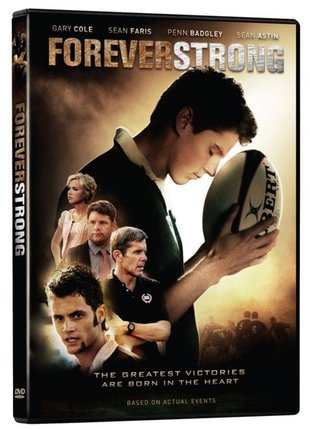 GARY COLE
SEAN FARIS
PENN BADGLEY
SEAN ASTIN
FOREVERSTRONG
FOREVERSTRONG
THE GREATEST VICTORIES
ARE BORN IN THE HEART
BASED ON ACTUAL EVENTS
DVD